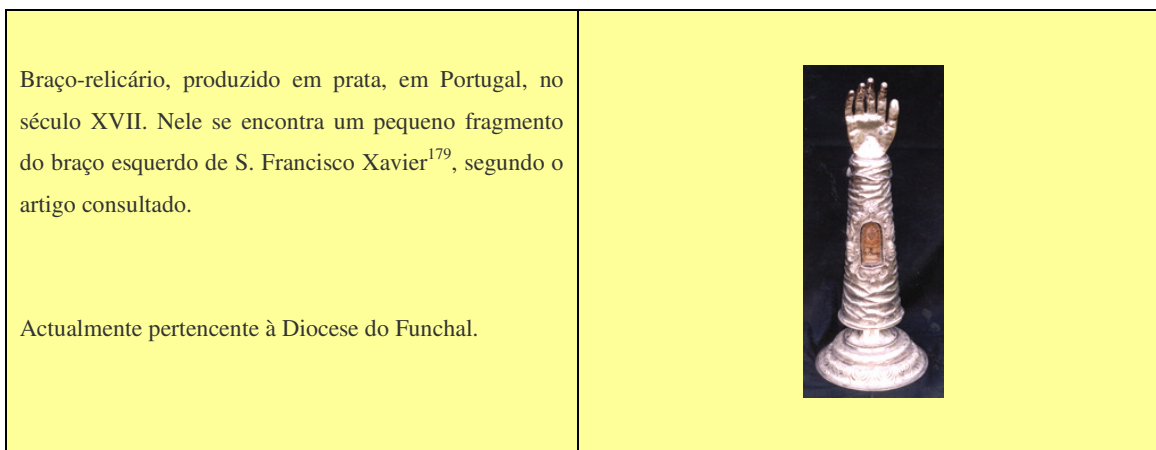 Braço-relicário, produzido em prata, em Portugal, no
século XVII. Nele se encontra um pequeno fragmento
do braço esquerdo de S. Francisco Xavier179, segundo o
artigo consultado.
Actualmente pertencente à Diocese do Funchal.